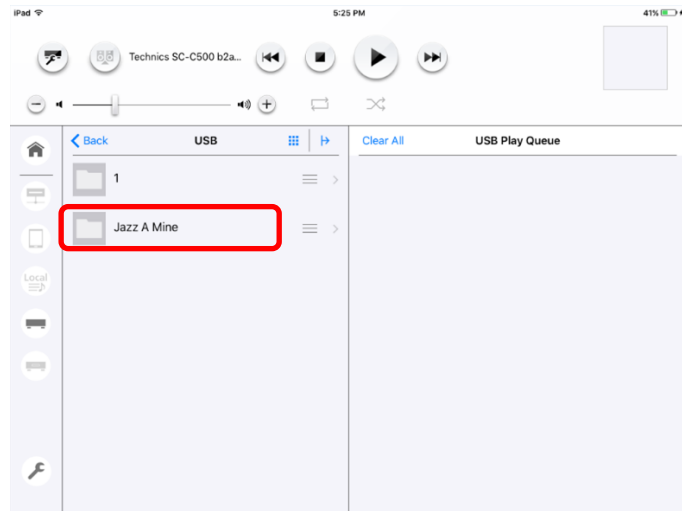 iPad 5:25 PM 41%
Technics SC-C500 b2a...
Back USB Clear All USB Play Queue
1
Jazz A Mine
Local